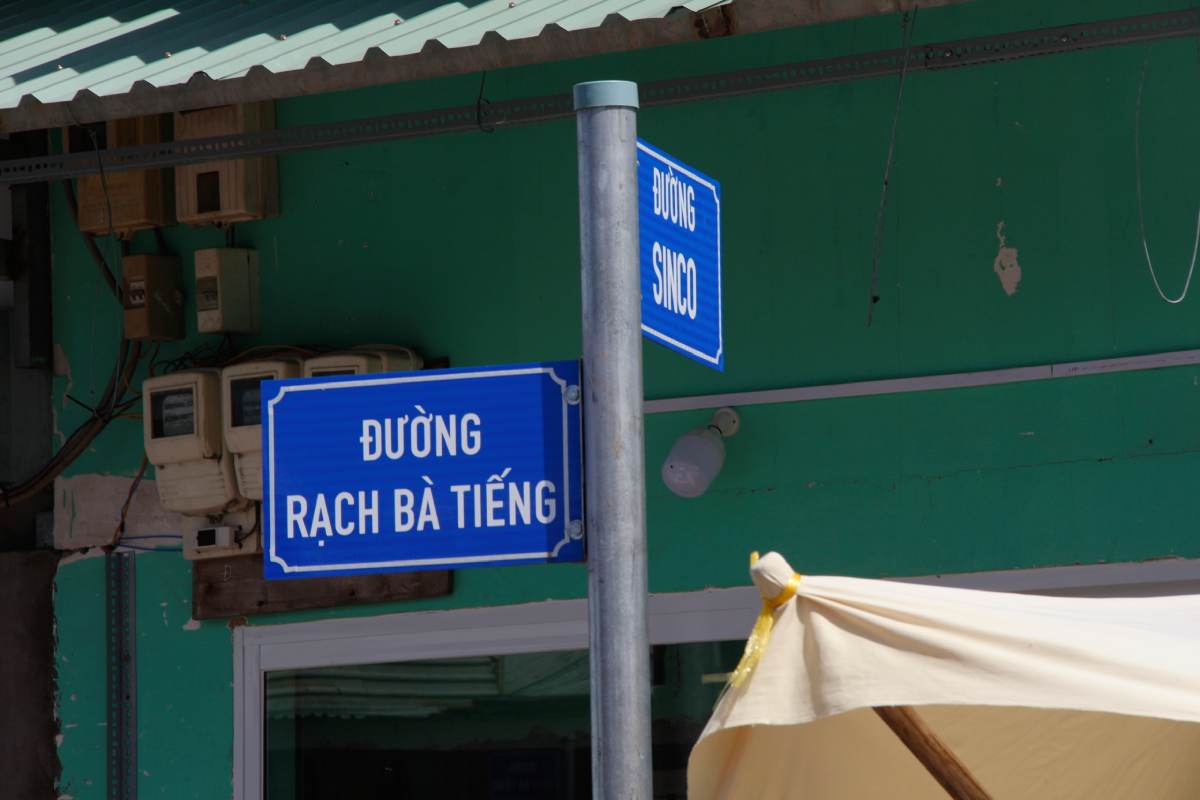 ĐƯỜNG
SINCO
ĐƯỜNG
RẠCH BÀ TIẾNG